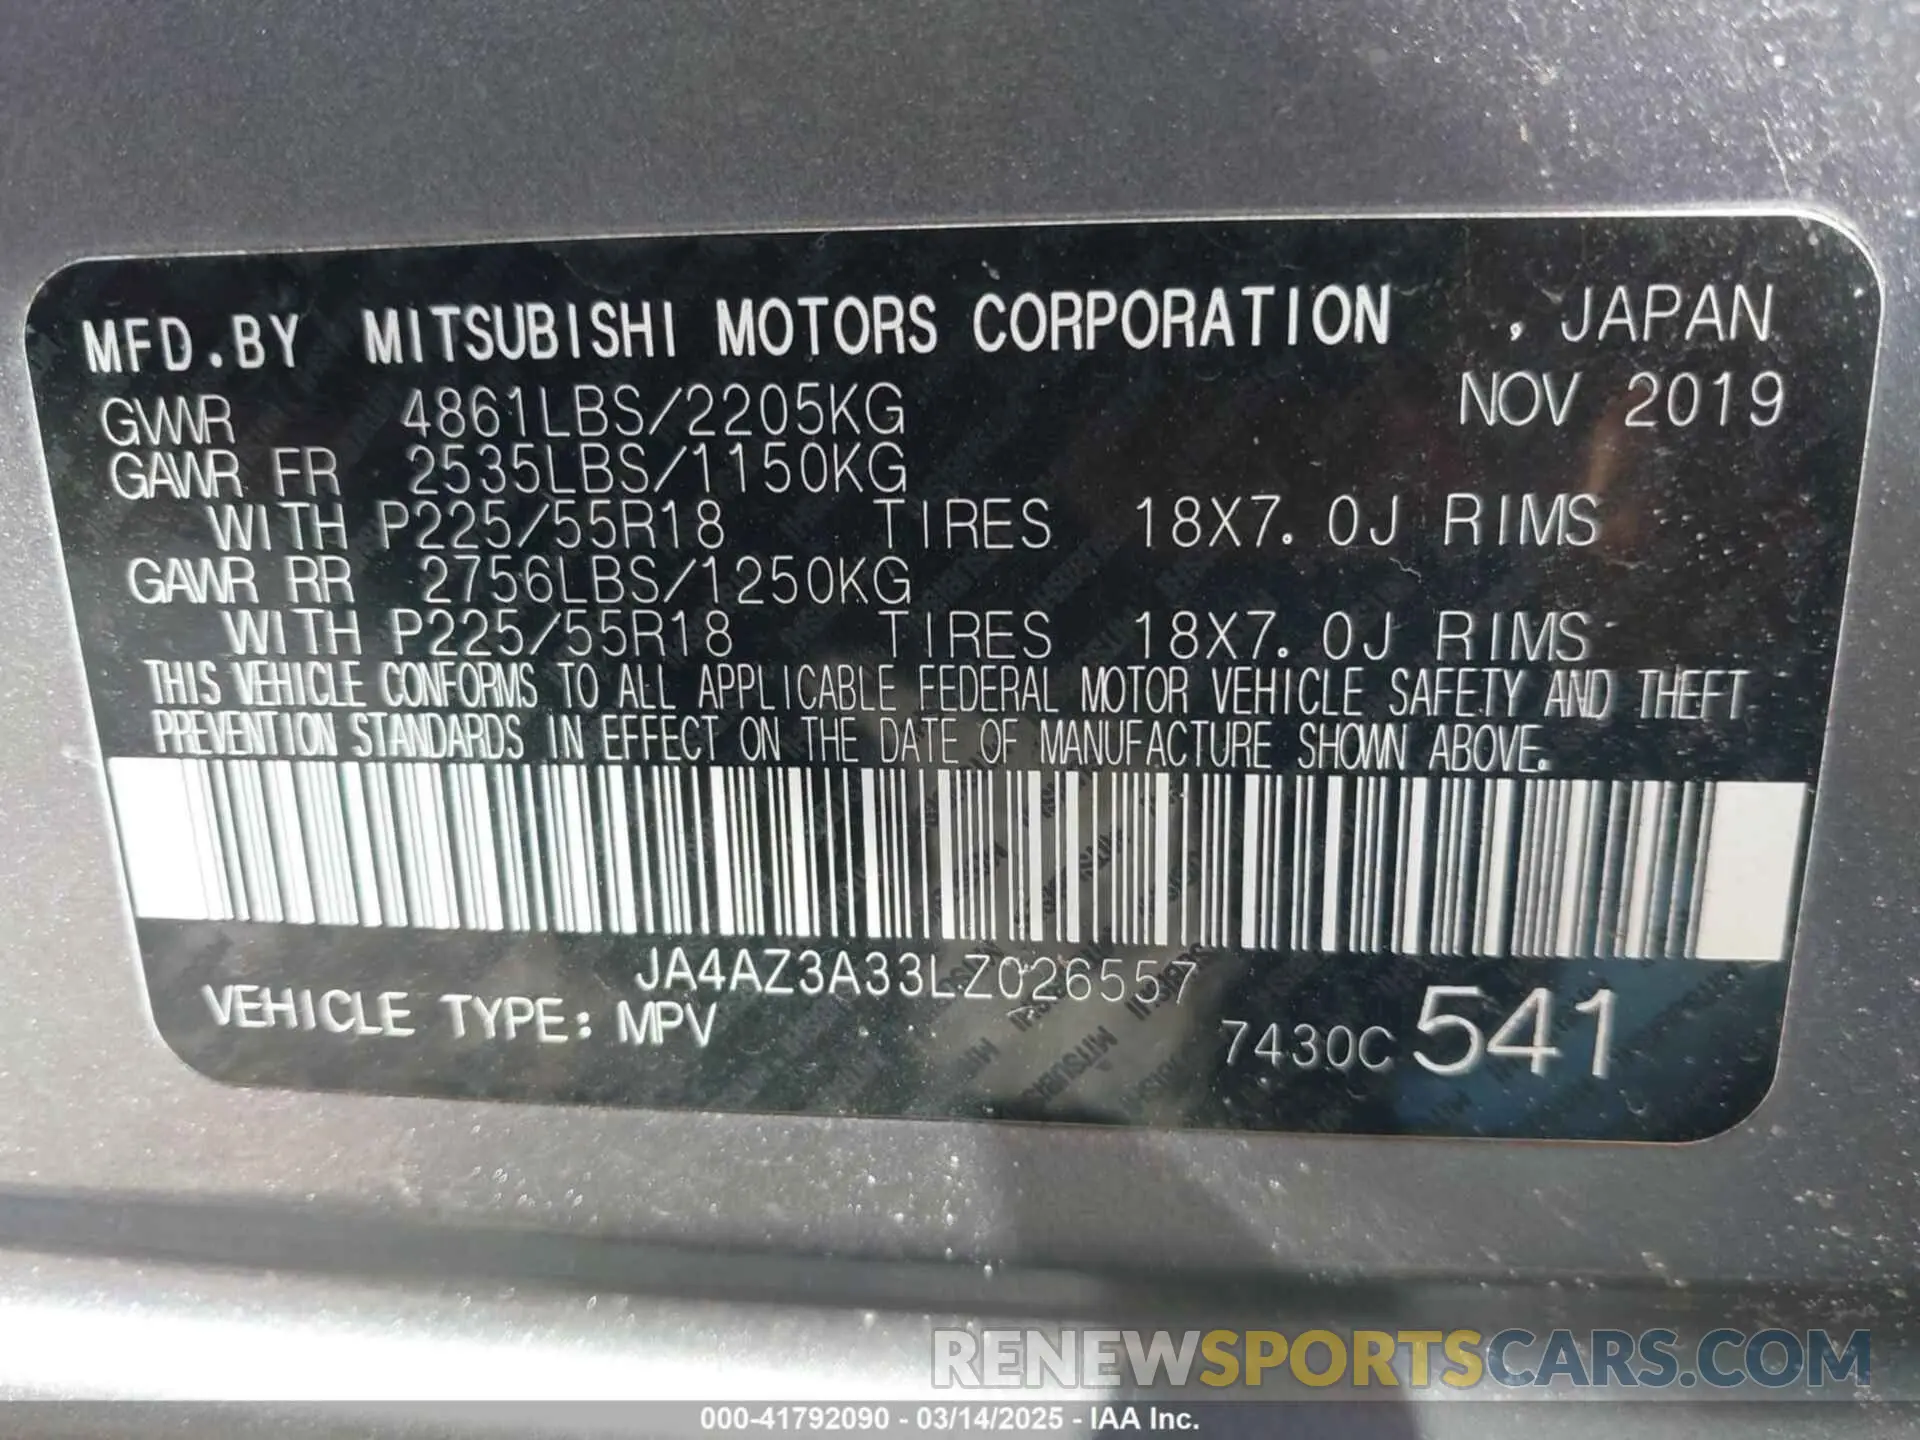 MFD.BY MITSUBISHI MOTORS CORPORATION , JAPAN
GVWR 4861LBS/2205KG NOV 2019
GAWR FR 2535LBS/1150KG
WITH P225/55R18 TIRES 18X7.0J RIMS
GAWR RR 2756LBS/1250KG
WITH P225/55R18 TIRES 18X7.0J RIMS
THIS VEHICLE CONFORMS TO ALL APPLICABLE FEDERAL MOTOR VEHICLE SAFETY AND THEFT
PREVENTION STANDARDS IN EFFECT ON THE DATE OF MANUFACTURE SHOWN ABOVE.
JA4AZ3A33LZ026557
VEHICLE TYPE: MPV 7430C 541
RENEWSPORTSCARS.COM
000-41792090 - 03/14/2025 - IAA Inc.